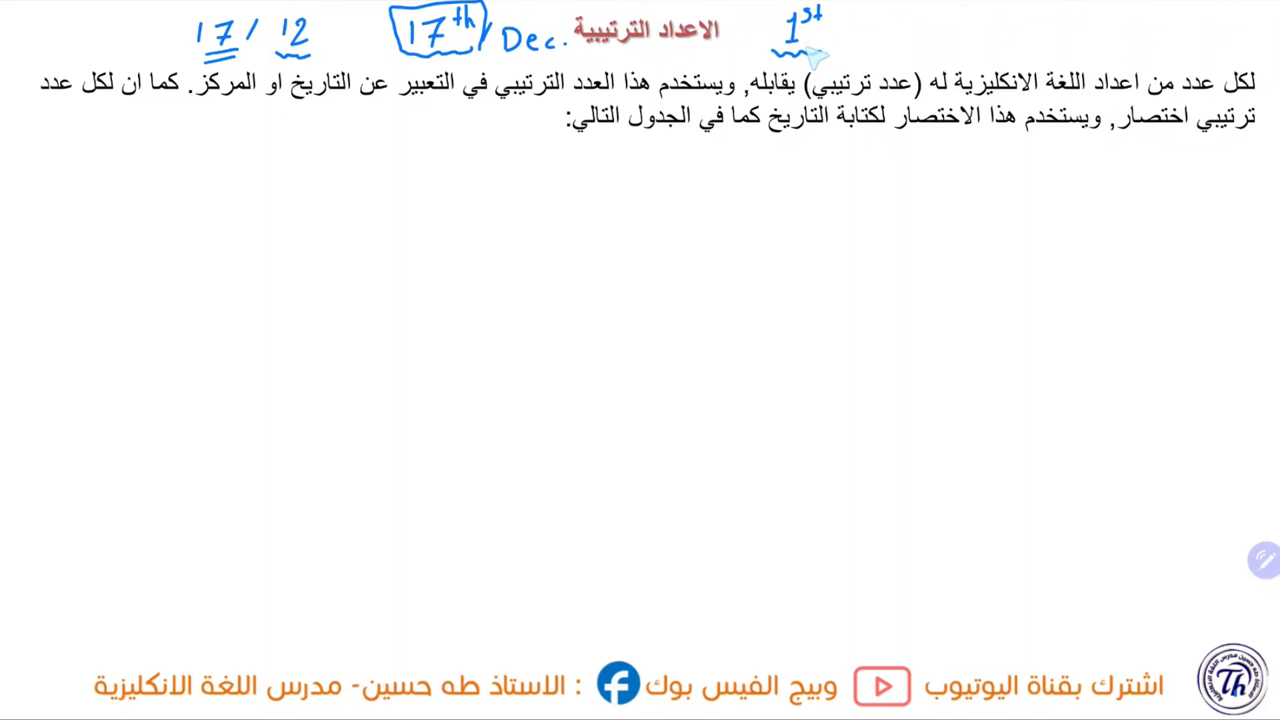 17 / 12
17th / Dec.
الاعداد الترتيبية
1st
لكل عدد من اعداد اللغة الانكليزية له (عدد ترتيبي) يقابله, ويستخدم هذا العدد الترتيبي في التعبير عن التاريخ او المركز. كما ان لكل عدد
ترتيبي اختصار, ويستخدم هذا الاختصار لكتابة التاريخ كما في الجدول التالي:
اشترك بقناة اليوتيوب وبيج الفيس بوك : الاستاذ طه حسين- مدرس اللغة الانكليزية
Th